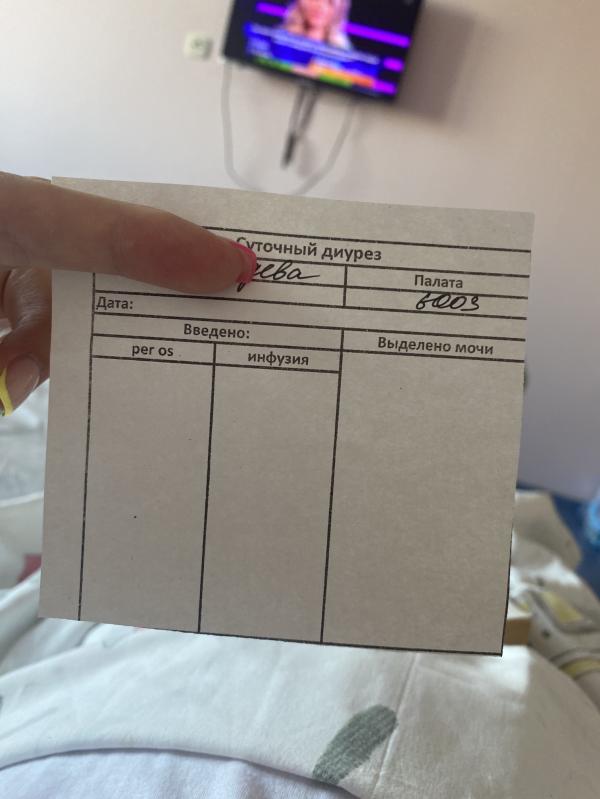 Суточный диурез
Палата
6003
Дата:
Введено:
Выделено мочи
per os
инфузия